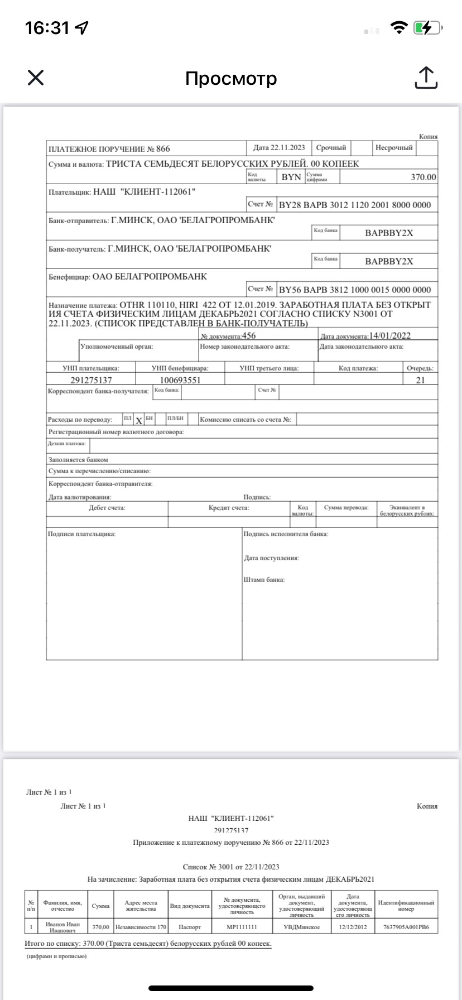 16:31
Просмотр
Копия
ПЛАТЕЖНОЕ ПОРУЧЕНИЕ № 866 Дата 22.11.2023 Срочный Несрочный
Сумма и валюта: ТРИСТА СЕМЬДЕСЯТ БЕЛОРУССКИХ РУБЛЕЙ. 00 КОПЕЕК
Код валюты BYN Сумма цифрами 370.00
Плательщик: НАШ "КЛИЕНТ-112061"
Счет № BY28 BAPB 3012 1120 2001 8000 0000
Банк-отправитель: Г.МИНСК, ОАО 'БЕЛАГРОПРОМБАНК'
Код банка BAPBBY2X
Банк-получатель: Г.МИНСК, ОАО 'БЕЛАГРОПРОМБАНК'
Код банка BAPBBY2X
Бенефициар: ОАО БЕЛАГРОПРОМБАНК
Счет № BY56 BAPB 3812 1000 0015 0000 0000
Назначение платежа: OTHR 110110, HIRI 422 ОТ 12.01.2019. ЗАРАБОТНАЯ ПЛАТА БЕЗ ОТКРЫТ
ИЯ СЧЕТА ФИЗИЧЕСКИМ ЛИЦАМ ДЕКАБРЬ2021 СОГЛАСНО СПИСКУ N3001 ОТ
22.11.2023. (СПИСОК ПРЕДСТАВЛЕН В БАНК-ПОЛУЧАТЕЛЬ)
№ документа:456 Дата документа:14/01/2022
Уполномоченный орган: Номер законодательного акта: Дата законодательного акта:
УНП плательщика: УНП бенефициара: УНП третьего лица: Код платежа: Очередь:
291275137 100693551 21
Корреспондент банка-получателя: Код банка: Счет №
Расходы по переводу: ПЛ X БН ПЛ/БН Комиссию списать со счета №:
Регистрационный номер валютного договора:
Детали платежа:
Заполняется банком
Сумма к перечислению/списанию:
Корреспондент банка-отправителя:
Дата валютирования: Подпись:
Дебет счета: Кредит счета: Код валюты: Сумма перевода: Эквивалент в белорусских рублях:
Подписи плательщика: Подпись исполнителя банка:
Дата поступления:
Штамп банка:
Лист № 1 из 1
Лист № 1 из 1 Копия
НАШ "КЛИЕНТ-112061"
291275137
Приложение к платежному поручению № 866 от 22/11/2023
Список № 3001 от 22/11/2023
На зачисление: Заработная плата без открытия счета физическим лицам ДЕКАБРЬ2021
№ п/п Фамилия, имя, отчество Сумма Адрес места жительства Вид документа № документа, удостоверяющего личность Орган, выдавший документ, удостоверяющий личность Дата документа, удостоверяющ его личность Идентификационный номер
1 Иванов Иван Иванович 370,00 Независимости 170 Паспорт МР1111111 УВДМинское 12/12/2012 7637905A001PB6
Итого по списку: 370.00 (Триста семьдесят) белорусских рублей 00 копеек.
(цифрами и прописью)